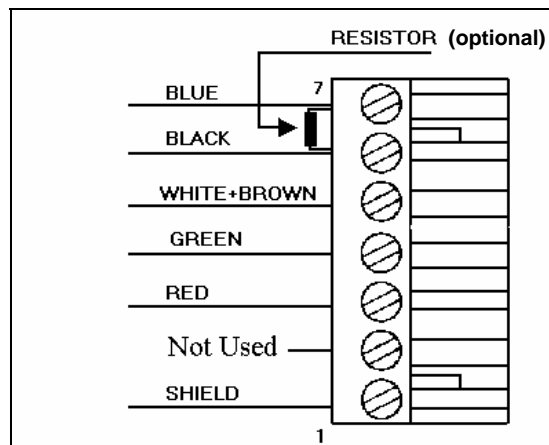 RESISTOR (optional)
7
BLUE
BLACK
WHITE+BROWN
GREEN
RED
Not Used
SHIELD
1